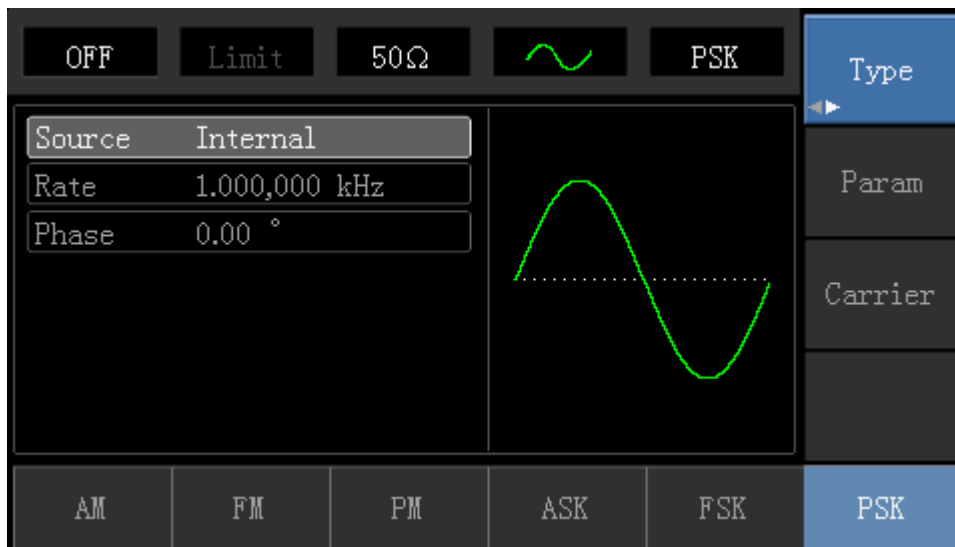 OFF Limit 50Ω PSK
Type
Source Internal
Rate 1.000,000 kHz
Phase 0.00 °
Param
Carrier
AM FM PM ASK FSK PSK